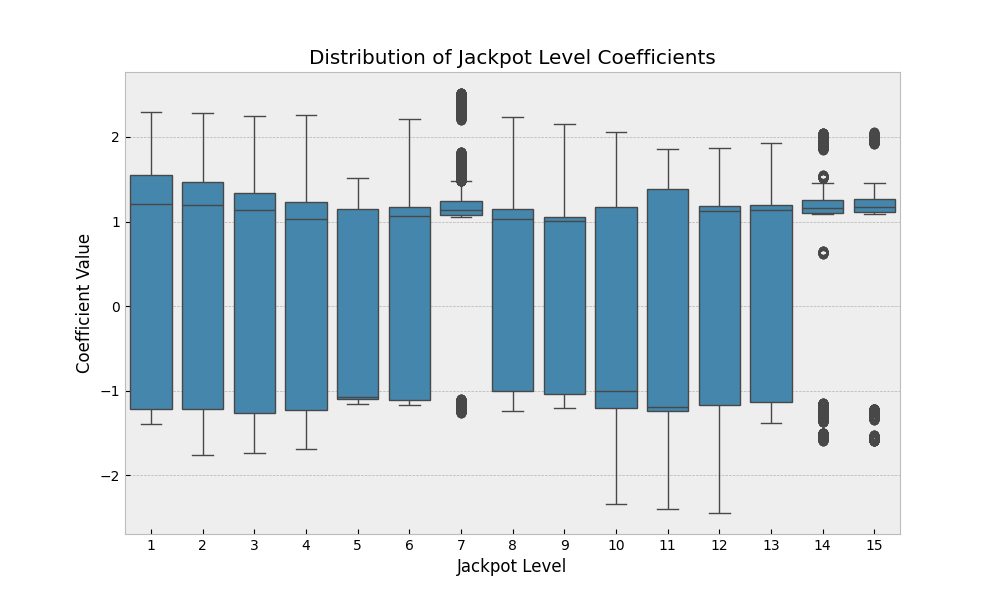 Distribution of Jackpot Level Coefficients
Coefficient Value
2
1
0
−1
−2
1 2 3 4 5 6 7 8 9 10 11 12 13 14 15
Jackpot Level